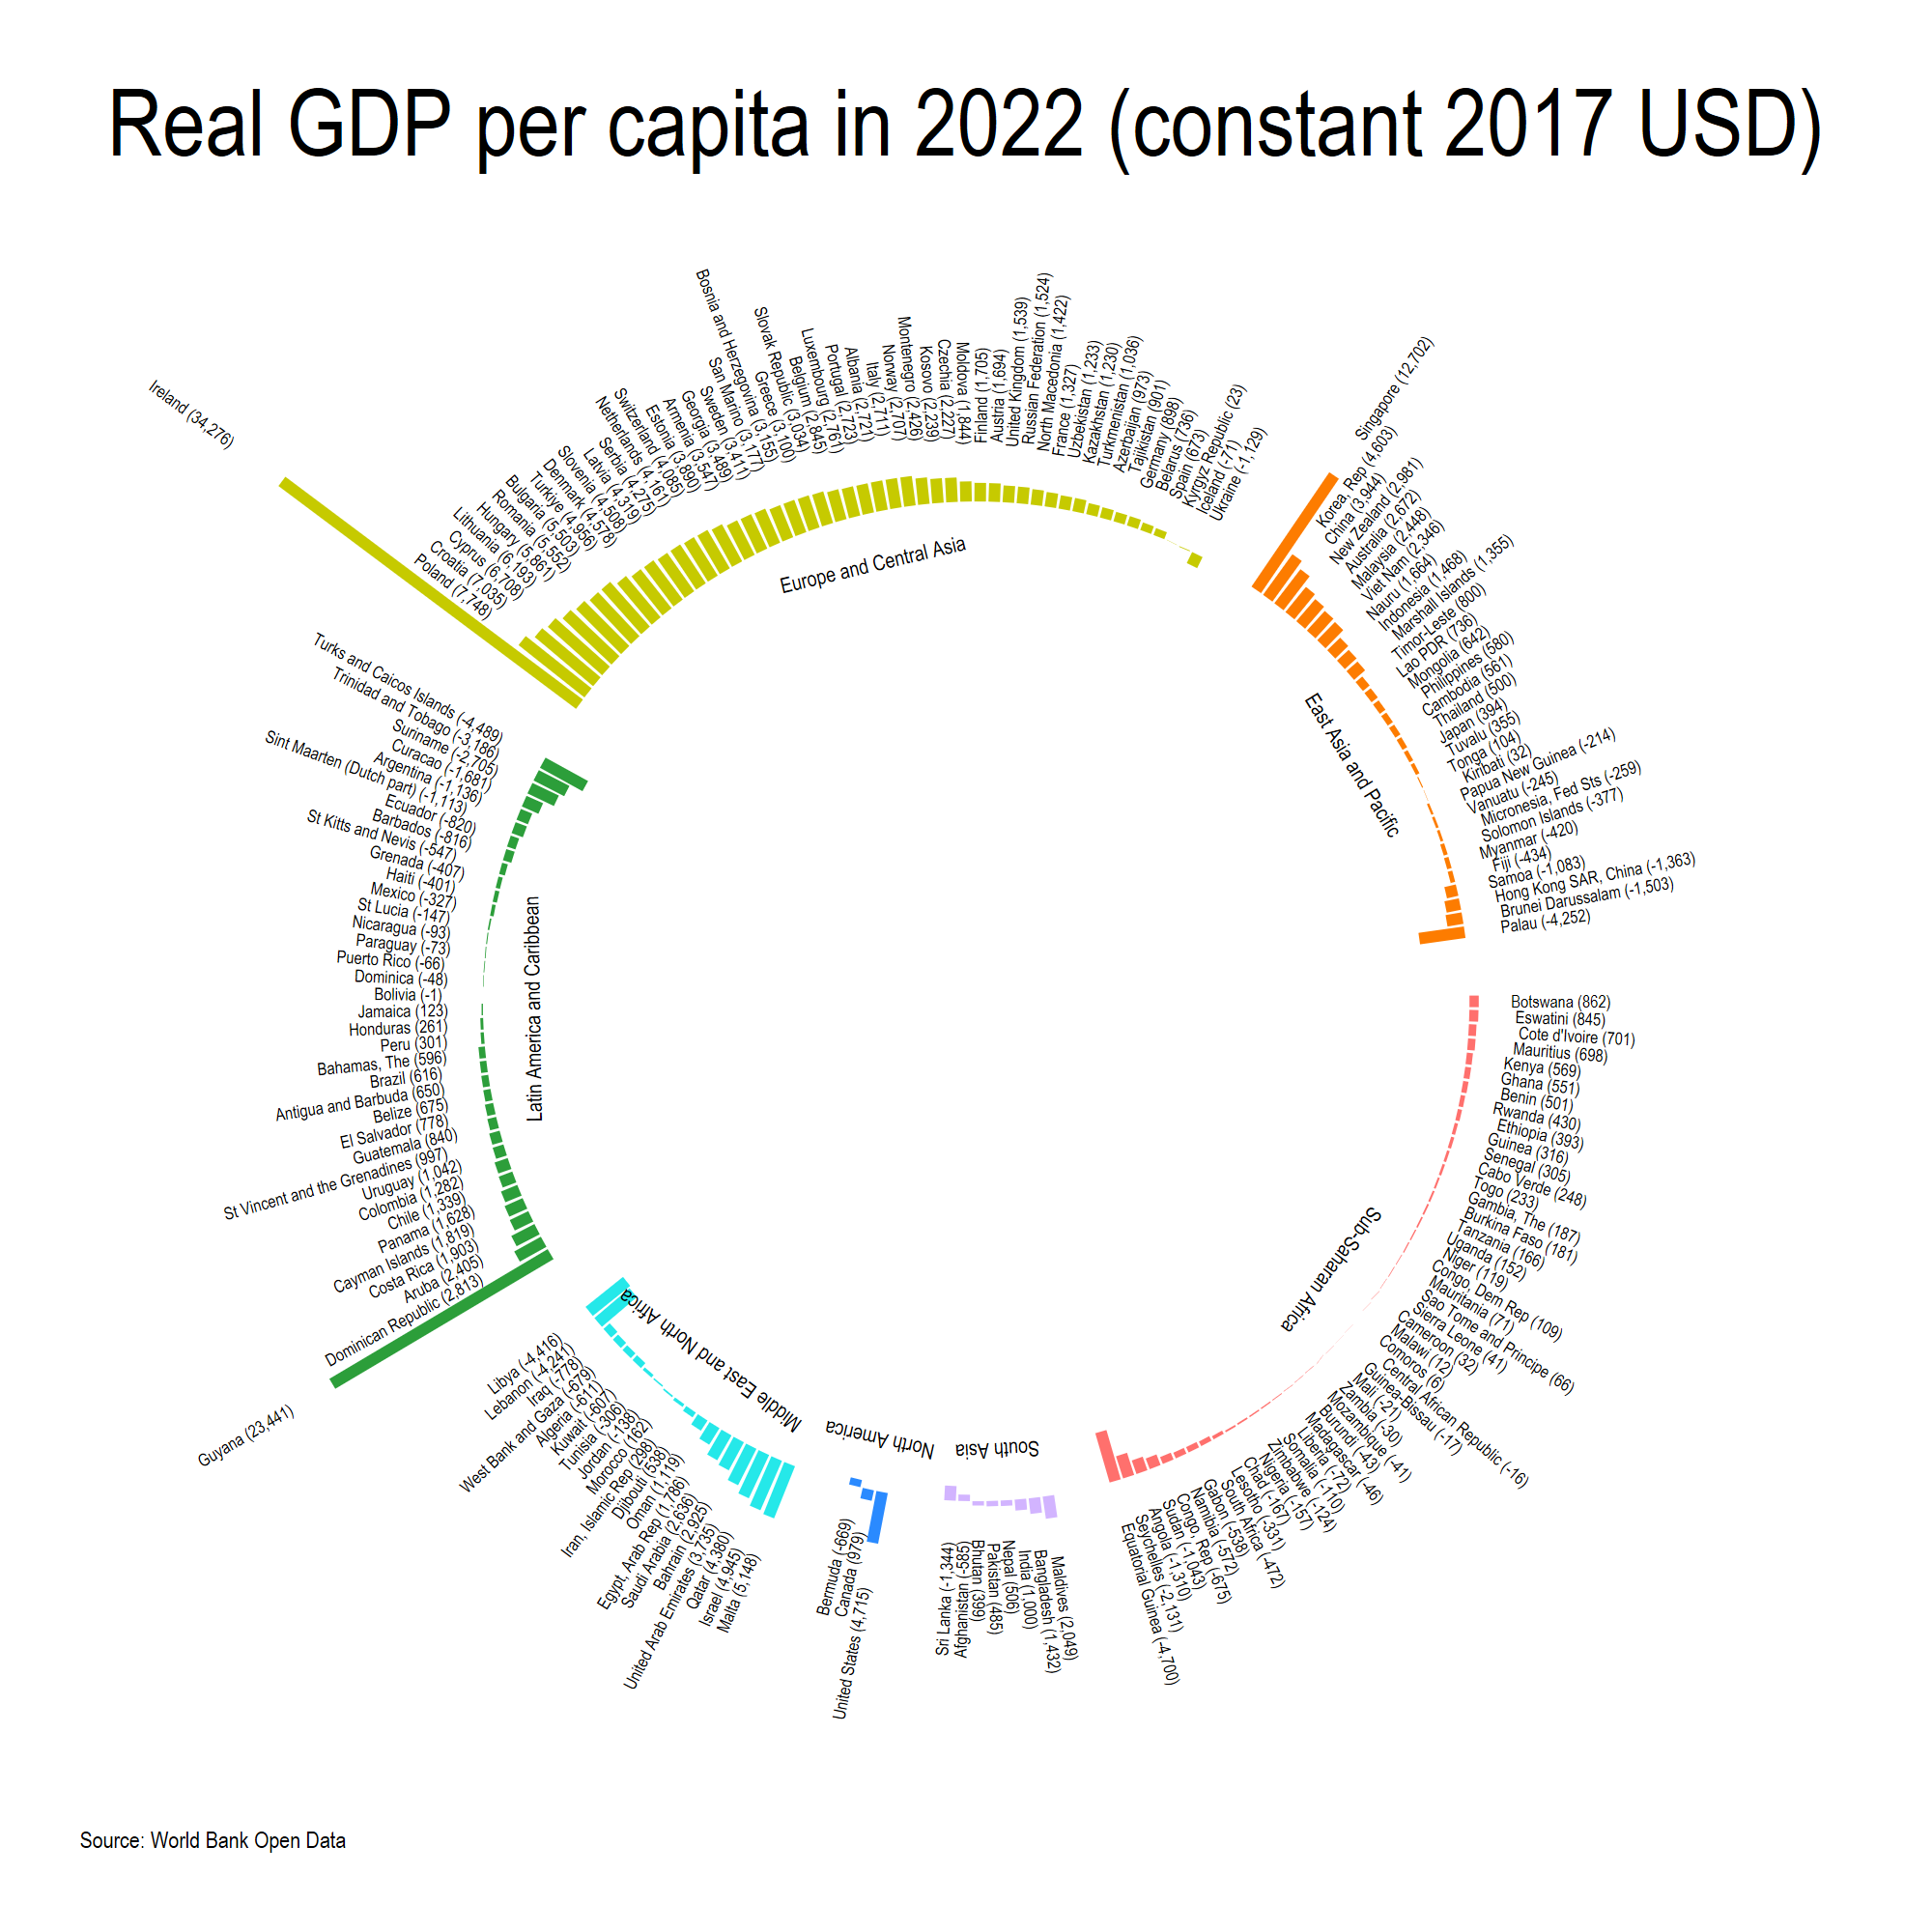 Real GDP per capita in 2022 (constant 2017 USD)
Ireland (34,276)
Poland (7,748)
Croatia (7,035)
Cyprus (6,708)
Lithuania (6,193)
Hungary (5,861)
Romania (5,552)
Bulgaria (5,503)
Turkiye (4,956)
Denmark (4,578)
Slovenia (4,508)
Latvia (4,319)
Serbia (4,275)
Netherlands (4,161)
Switzerland (4,085)
Estonia (3,890)
Armenia (3,547)
Georgia (3,489)
Sweden (3,411)
San Marino (3,177)
Bosnia and Herzegovina (3,155)
Greece (3,100)
Slovak Republic (3,034)
Belgium (2,845)
Luxembourg (2,761)
Portugal (2,723)
Albania (2,721)
Italy (2,711)
Norway (2,707)
Montenegro (2,426)
Kosovo (2,239)
Czechia (2,227)
Moldova (1,844)
Finland (1,705)
Austria (1,694)
United Kingdom (1,539)
Russian Federation (1,524)
North Macedonia (1,422)
France (1,327)
Uzbekistan (1,233)
Kazakhstan (1,230)
Turkmenistan (1,036)
Azerbaijan (973)
Tajikistan (901)
Germany (898)
Belarus (736)
Spain (673)
Kyrgyz Republic (23)
Iceland (-71)
Ukraine (-1,129)
Europe and Central Asia
Singapore (12,702)
Korea, Rep (4,603)
China (3,944)
New Zealand (2,981)
Australia (2,672)
Malaysia (2,448)
Viet Nam (2,346)
Nauru (1,664)
Indonesia (1,468)
Marshall Islands (1,355)
Timor-Leste (800)
Lao PDR (736)
Mongolia (642)
Philippines (580)
Cambodia (561)
Thailand (500)
Japan (394)
Tuvalu (355)
Tonga (104)
Kiribati (32)
Papua New Guinea (-214)
Vanuatu (-245)
Micronesia, Fed Sts (-259)
Solomon Islands (-377)
Myanmar (-420)
Fiji (-434)
Samoa (-1,083)
Hong Kong SAR, China (-1,363)
Brunei Darussalam (-1,503)
Palau (-4,252)
East Asia and Pacific
Botswana (862)
Eswatini (845)
Cote d'Ivoire (701)
Mauritius (698)
Kenya (569)
Ghana (551)
Benin (501)
Rwanda (430)
Ethiopia (393)
Guinea (316)
Senegal (305)
Cabo Verde (248)
Togo (233)
Gambia, The (187)
Burkina Faso (181)
Tanzania (166)
Uganda (152)
Niger (119)
Congo, Dem Rep (109)
Mauritania (71)
Sao Tome and Principe (66)
Sierra Leone (41)
Cameroon (32)
Malawi (12)
Comoros (6)
Central African Republic (-16)
Guinea-Bissau (-17)
Mali (-21)
Zambia (-30)
Mozambique (-41)
Burundi (-43)
Madagascar (-46)
Liberia (-72)
Somalia (-110)
Zimbabwe (-124)
Nigeria (-157)
Chad (-167)
Lesotho (-331)
South Africa (-472)
Gabon (-538)
Namibia (-572)
Congo, Rep (-675)
Sudan (-1,043)
Angola (-1,310)
Seychelles (-2,131)
Equatorial Guinea (-4,700)
Sub-Saharan Africa
Maldives (2,049)
Bangladesh (1,432)
India (1,000)
Nepal (506)
Pakistan (485)
Bhutan (399)
Afghanistan (-585)
Sri Lanka (-1,344)
South Asia
United States (4,715)
Canada (979)
Bermuda (-669)
North America
Malta (5,148)
Israel (4,945)
Qatar (4,380)
United Arab Emirates (3,735)
Bahrain (2,925)
Saudi Arabia (2,636)
Egypt, Arab Rep (1,786)
Oman (1,119)
Djibouti (538)
Iran, Islamic Rep (298)
Morocco (162)
Jordan (-138)
Tunisia (-306)
Kuwait (-607)
Algeria (-611)
West Bank and Gaza (-679)
Iraq (-778)
Lebanon (-4,241)
Libya (-4,416)
Middle East and North Africa
Guyana (23,441)
Dominican Republic (2,813)
Aruba (2,405)
Costa Rica (1,903)
Cayman Islands (1,819)
Panama (1,628)
Chile (1,339)
Colombia (1,282)
Uruguay (1,042)
St Vincent and the Grenadines (997)
Guatemala (840)
El Salvador (778)
Belize (675)
Antigua and Barbuda (650)
Brazil (616)
Bahamas, The (596)
Peru (301)
Honduras (261)
Jamaica (123)
Bolivia (-1)
Dominica (-48)
Puerto Rico (-66)
Paraguay (-73)
Nicaragua (-93)
St Lucia (-147)
Mexico (-327)
Haiti (-401)
Grenada (-407)
St Kitts and Nevis (-547)
Barbados (-816)
Ecuador (-820)
Sint Maarten (Dutch part) (-1,113)
Argentina (-1,136)
Curacao (-1,681)
Suriname (-2,705)
Trinidad and Tobago (-3,186)
Turks and Caicos Islands (-4,489)
Latin America and Caribbean
Source: World Bank Open Data